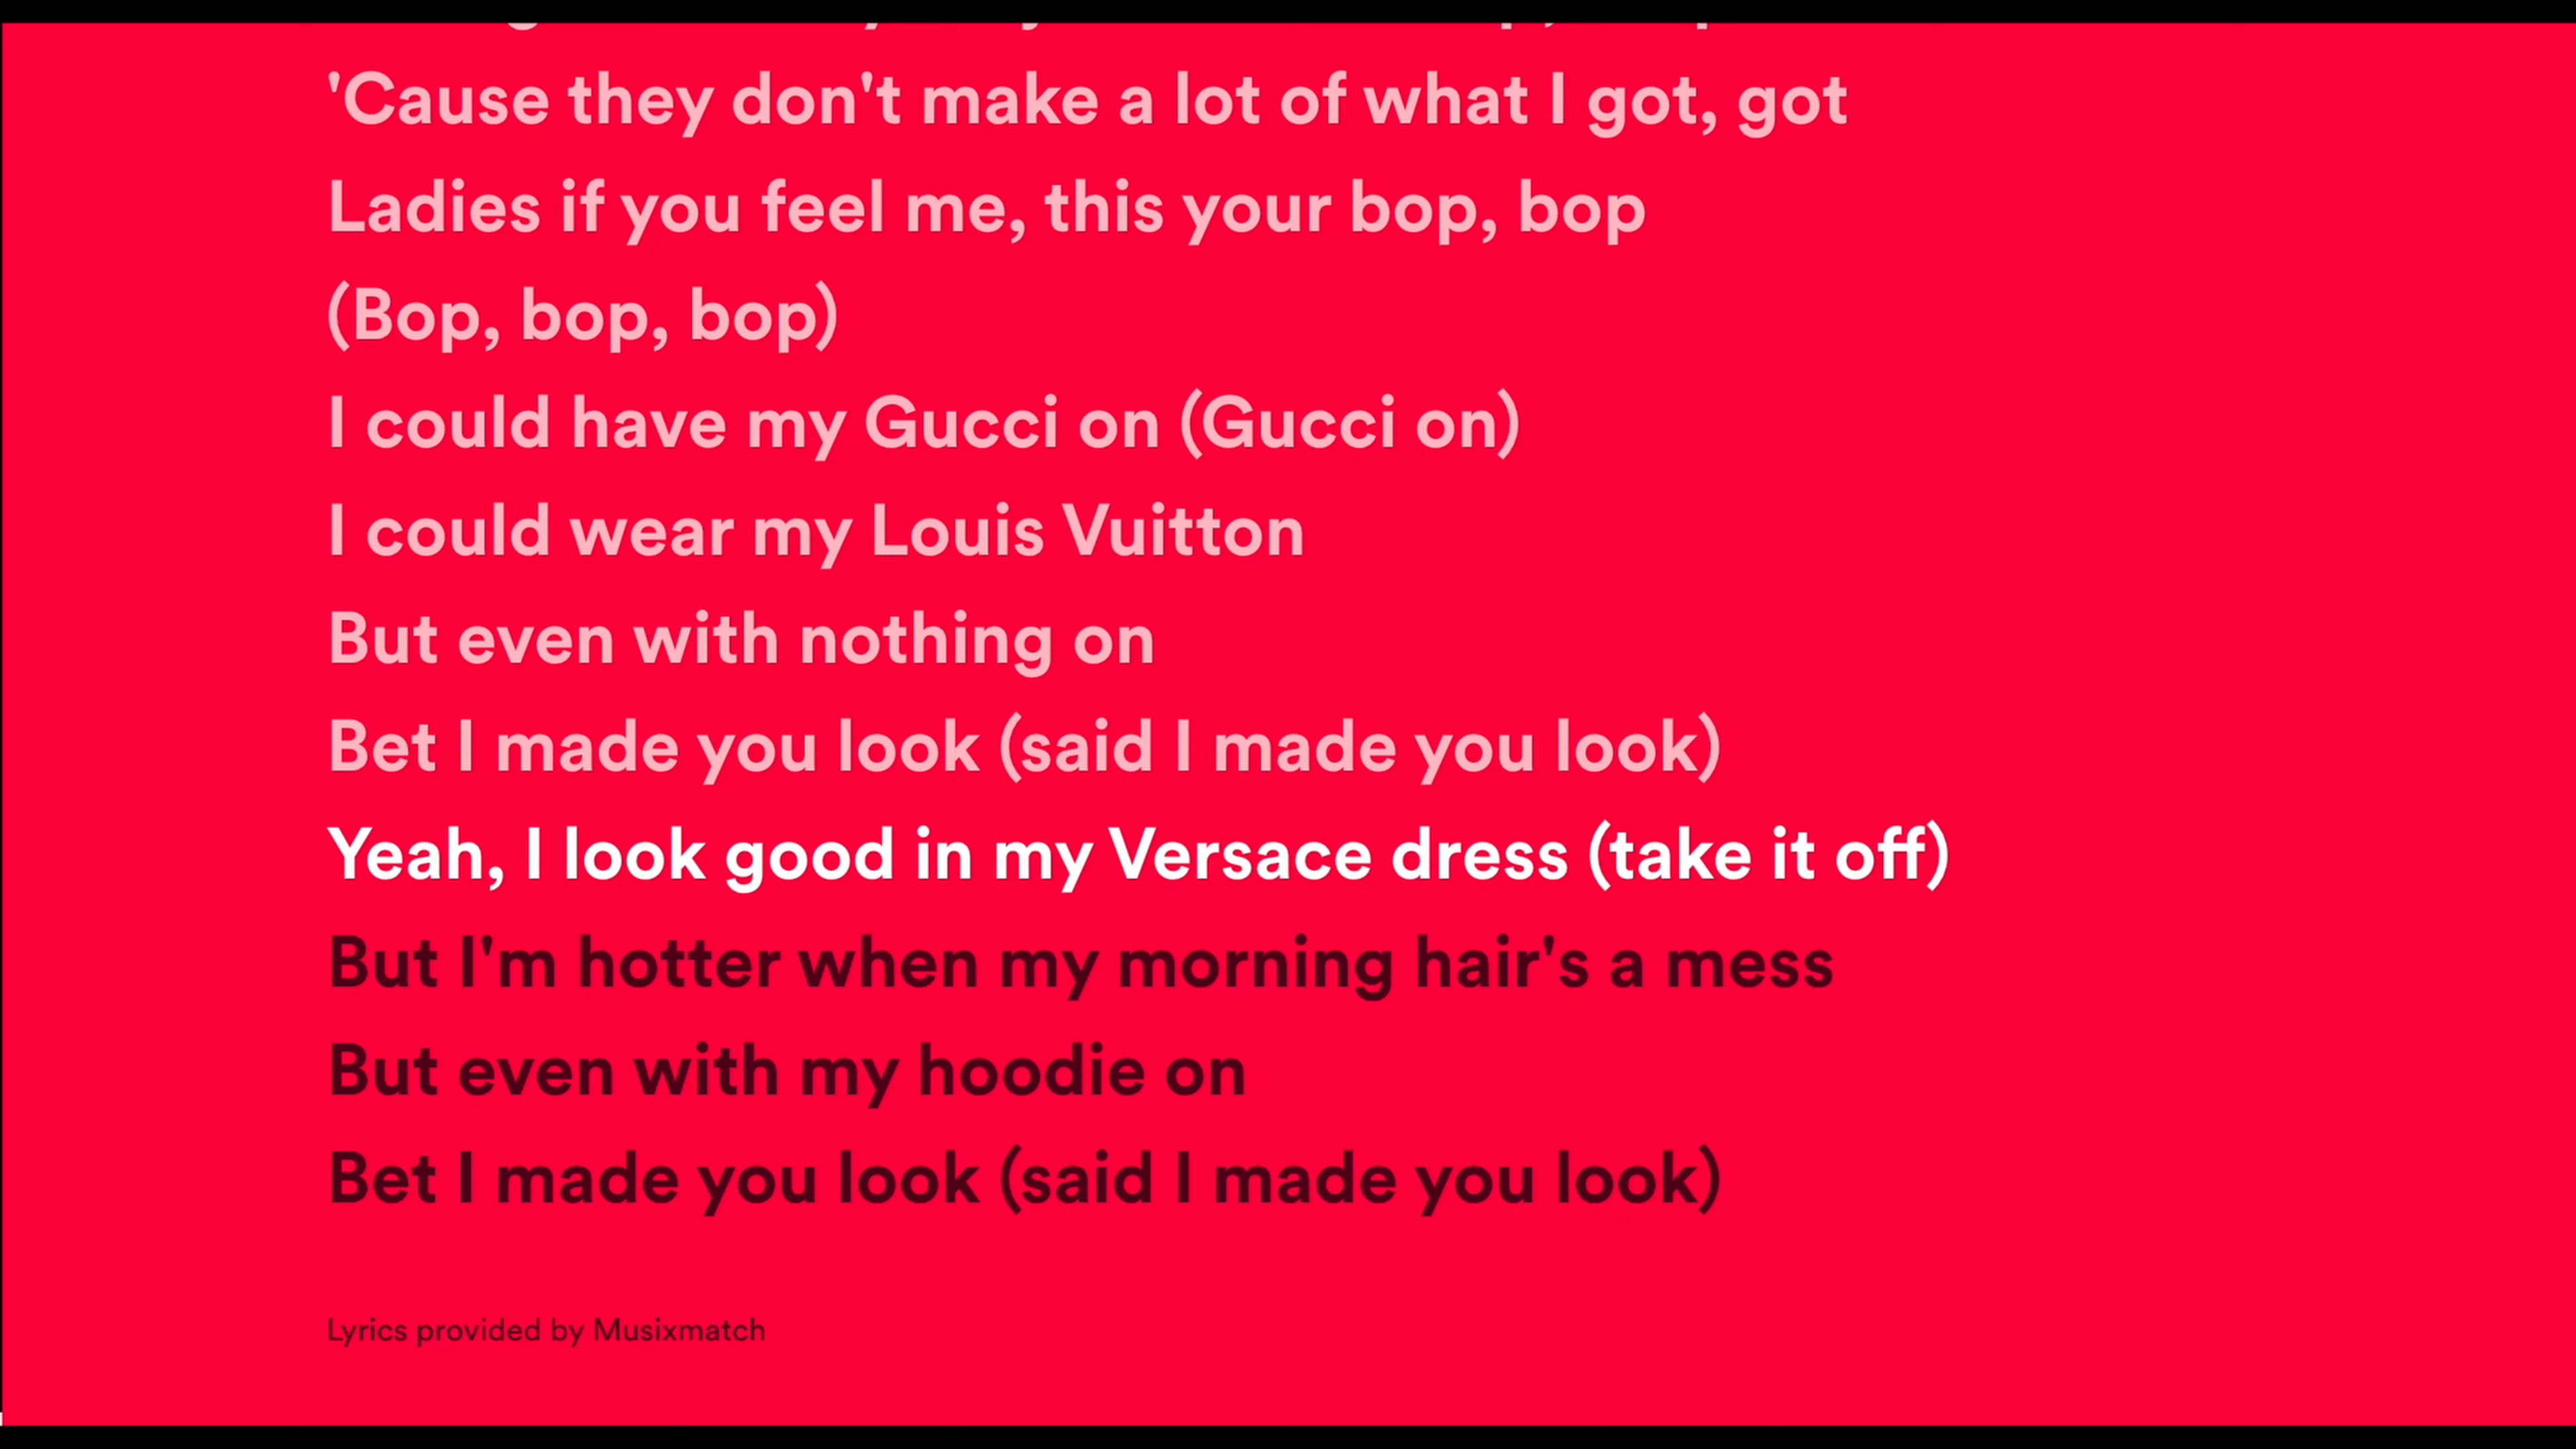 'Cause they don't make a lot of what I got, got
Ladies if you feel me, this your bop, bop
(Bop, bop, bop)
I could have my Gucci on (Gucci on)
I could wear my Louis Vuitton
But even with nothing on
Bet I made you look (said I made you look)
Yeah, I look good in my Versace dress (take it off)
But I'm hotter when my morning hair's a mess
But even with my hoodie on
Bet I made you look (said I made you look)
Lyrics provided by Musixmatch